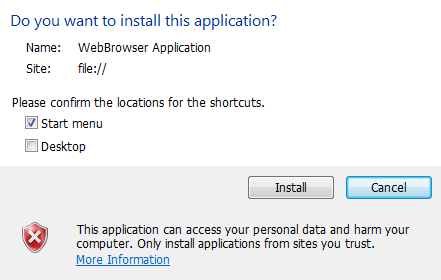 Do you want to install this application?
Name: WebBrowser Application
Site: file://
Please confirm the locations for the shortcuts.
Start menu
Desktop
Install Cancel
This application can access your personal data and harm your
computer. Only install applications from sites you trust.
More Information